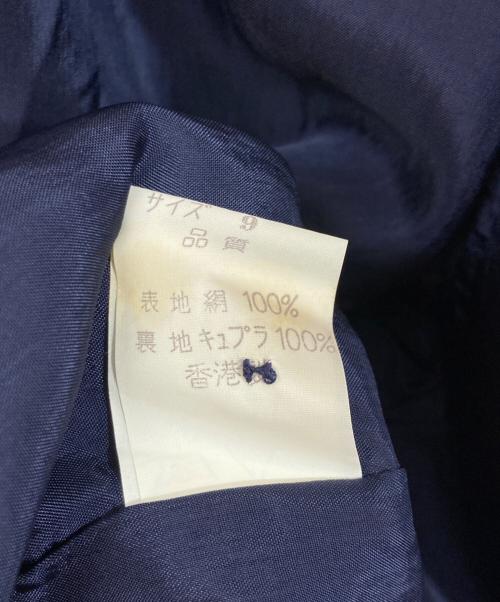 サイズ 9
品質
表地絹 100%
裏地キュプラ 100%
香港